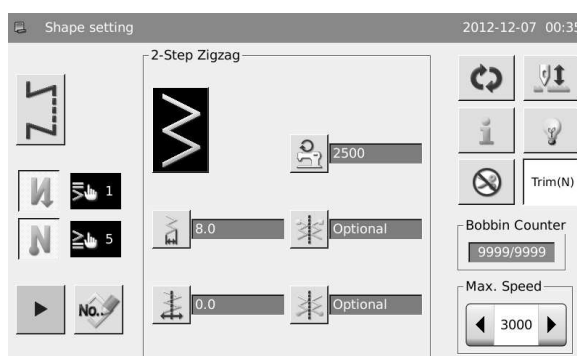 Shape setting
2012-12-07 00:35
2-Step Zigzag
2500
1
Trim(N)
8.0
Optional
5
Bobbin Counter
9999/9999
Max. Speed
No.
0.0
Optional
3000